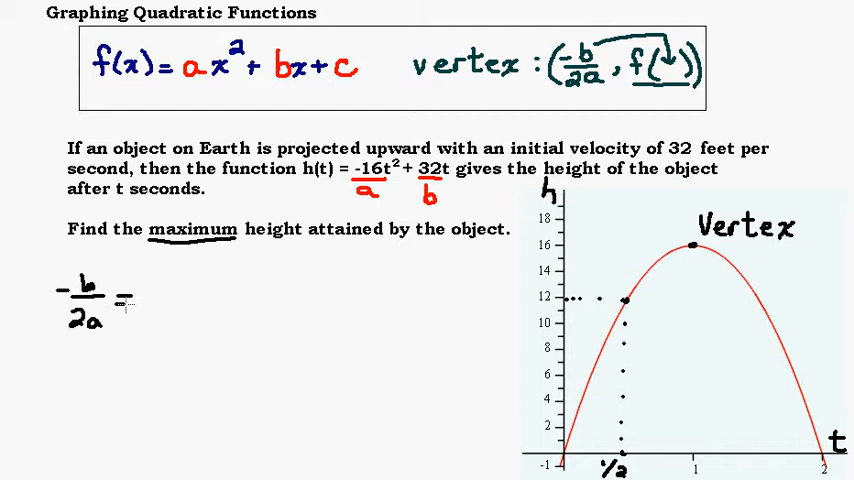 Graphing Quadratic Functions
f(x) = ax² + bx + c vertex : (-b/2a, f( ))
If an object on Earth is projected upward with an initial velocity of 32 feet per
second, then the function h(t) = -16t² + 32t gives the height of the object
a b
after t seconds.
Find the maximum height attained by the object.
-b/2a =
h
Vertex
18
16
14
12
10
8
6
4
2
-1
1/2
1
2
t